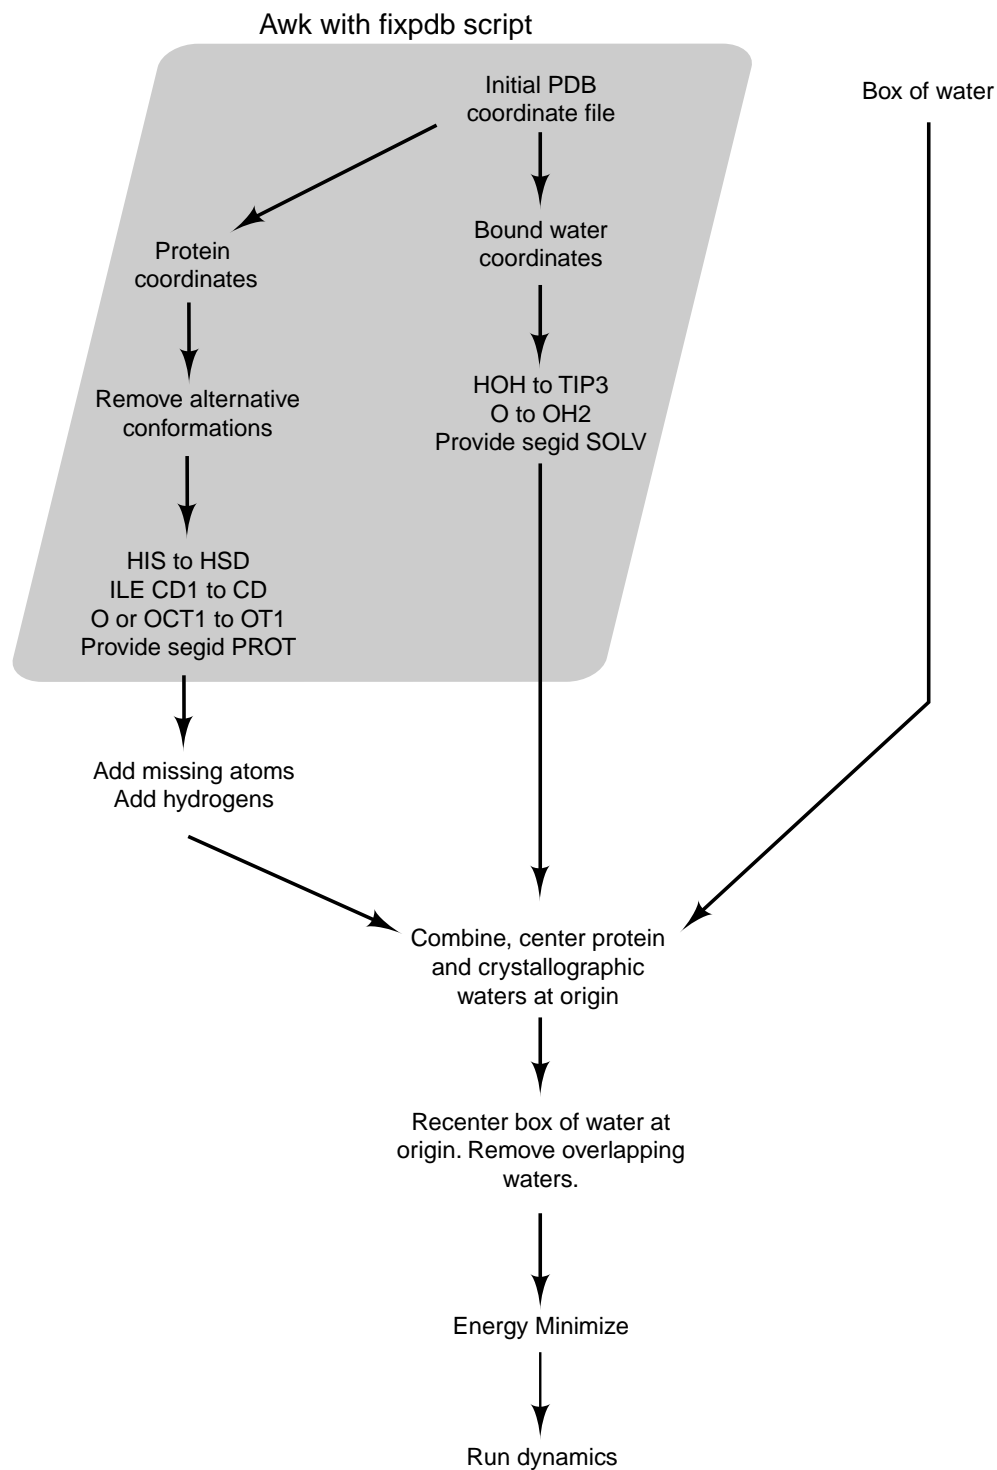 Awk with fixpdb script
Initial PDB
coordinate file
Box of water
Protein
coordinates
Bound water
coordinates
Remove alternative
conformations
HOH to TIP3
O to OH2
Provide segid SOLV
HIS to HSD
ILE CD1 to CD
O or OCT1 to OT1
Provide segid PROT
Add missing atoms
Add hydrogens
Combine, center protein
and crystallographic
waters at origin
Recenter box of water at
origin. Remove overlapping
waters.
Energy Minimize
Run dynamics